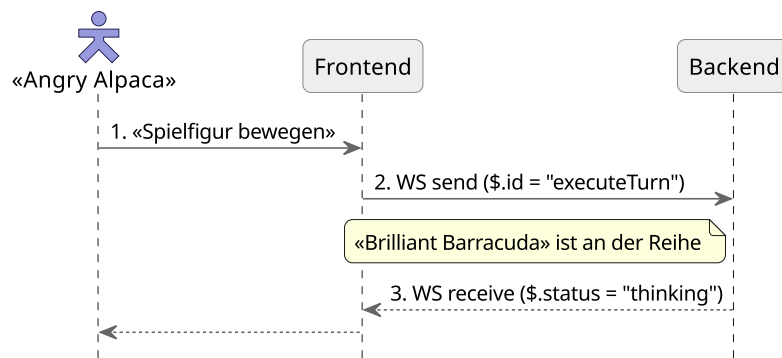 «Angry Alpaca»
Frontend
Backend
1. «Spielfigur bewegen»
2. WS send ($.id = "executeTurn")
«Brilliant Barracuda» ist an der Reihe
3. WS receive ($.status = "thinking")